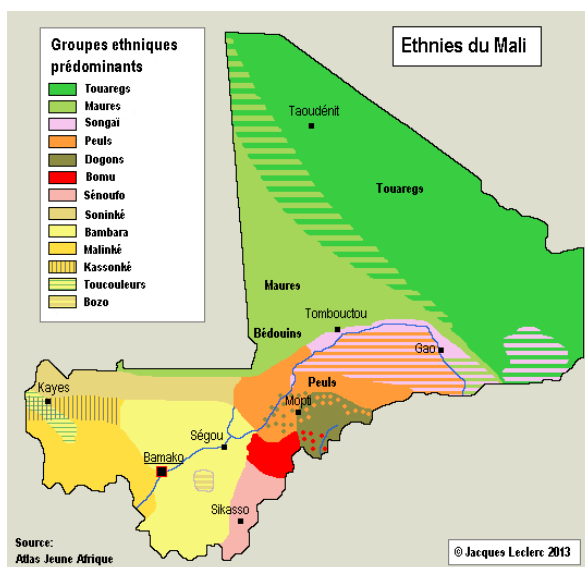 Groupes ethniques
prédominants
Touaregs
Maures
Songaï
Peuls
Dogons
Bomu
Sénoufo
Soninké
Bambara
Malinké
Kassonké
Toucouleurs
Bozo
Ethnies du Mali
Taoudénit
Touaregs
Maures
Tombouctou
Bédouins
Gao
Peuls
Kayes
Mopti
Ségou
Bamako
Sikasso
Source:
Atlas Jeune Afrique
© Jacques Leclerc 2013